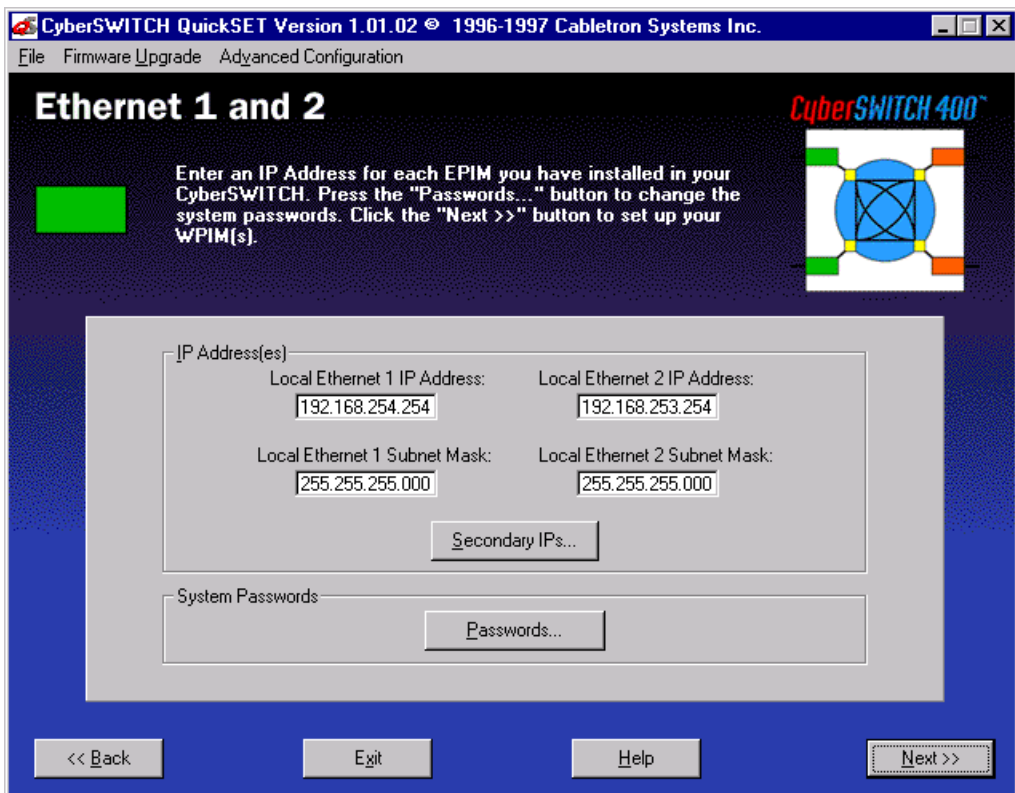 CyberSWITCH QuickSET Version 1.01.02 © 1996-1997 Cabletron Systems Inc.
File Firmware Upgrade Advanced Configuration
Ethernet 1 and 2
CyberSWITCH 400™
Enter an IP Address for each EPIM you have installed in your
CyberSWITCH. Press the "Passwords..." button to change the
system passwords. Click the "Next >>" button to set up your
WPIM(s).
IP Address(es)
Local Ethernet 1 IP Address: Local Ethernet 2 IP Address:
192.168.254.254 192.168.253.254
Local Ethernet 1 Subnet Mask: Local Ethernet 2 Subnet Mask:
255.255.255.000 255.255.255.000
Secondary IPs...
System Passwords
Passwords...
<< Back Exit Help Next >>